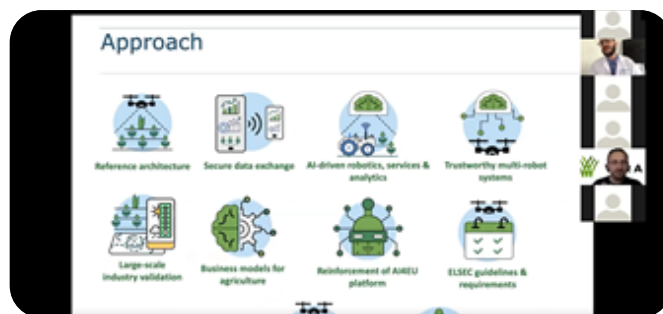 Approach
Reference architecture
Secure data exchange
AI-driven robotics, services &
analytics
Trustworthy multi-robot
systems
Large-scale
industry validation
Business models for
agriculture
Reinforcement of AI4EU
platform
ELSEC guidelines &
requirements